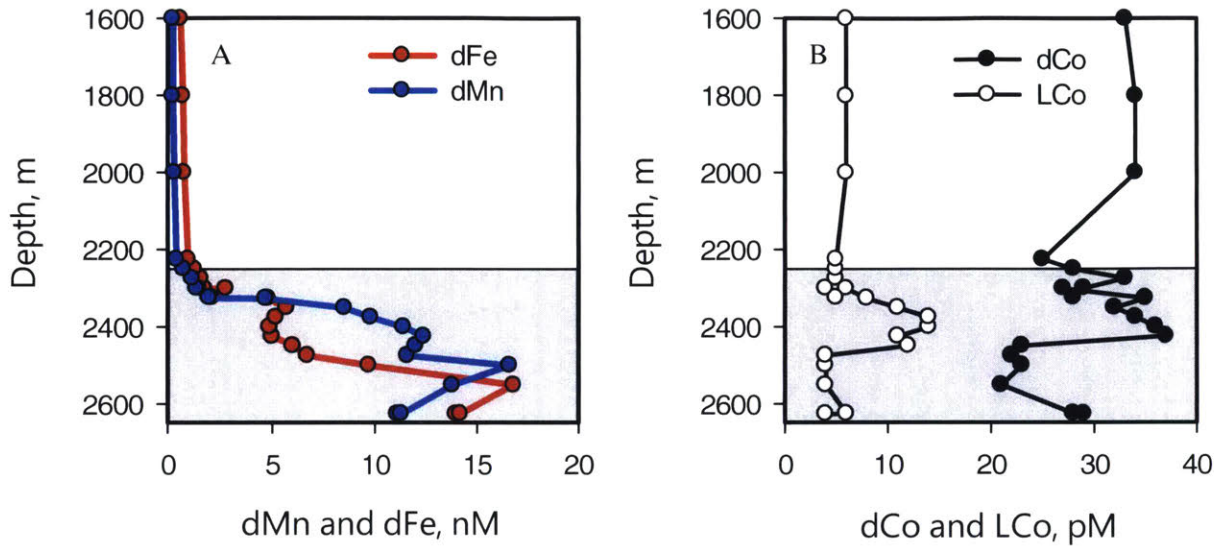 A
dFe
dMn
1600
1800
2000
2200
2400
2600
Depth, m
0 5 10 15 20
dMn and dFe, nM
B
dCo
LCo
1600
1800
2000
2200
2400
2600
Depth, m
0 10 20 30 40
dCo and LCo, pM